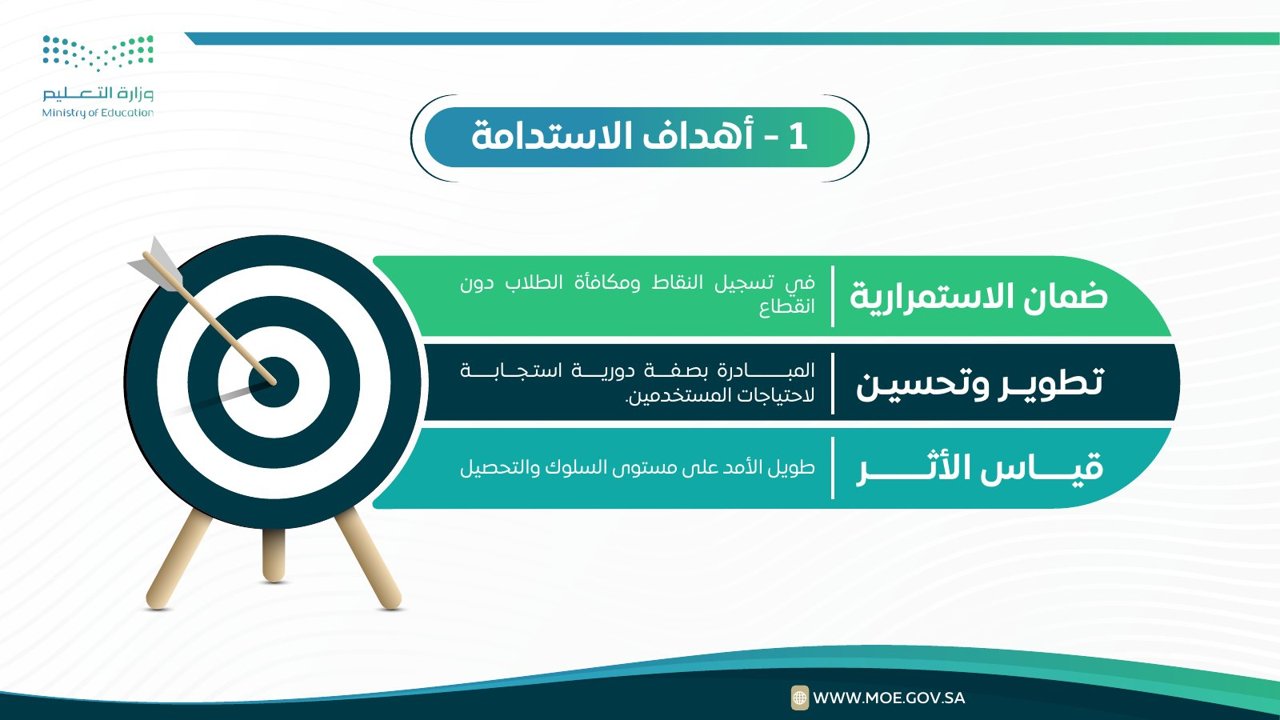 وزارة التعليم
Ministry of Education
1 - أهداف الاستدامة
ضمان الاستمرارية
في تسجيل النقاط ومكافأة الطلاب دون
انقطاع
تطوير وتحسين
المبادرة بصفة دورية استجابة
لاحتياجات المستخدمين.
قياس الأثر
طويل الأمد على مستوى السلوك والتحصيل
WWW.MOE.GOV.SA